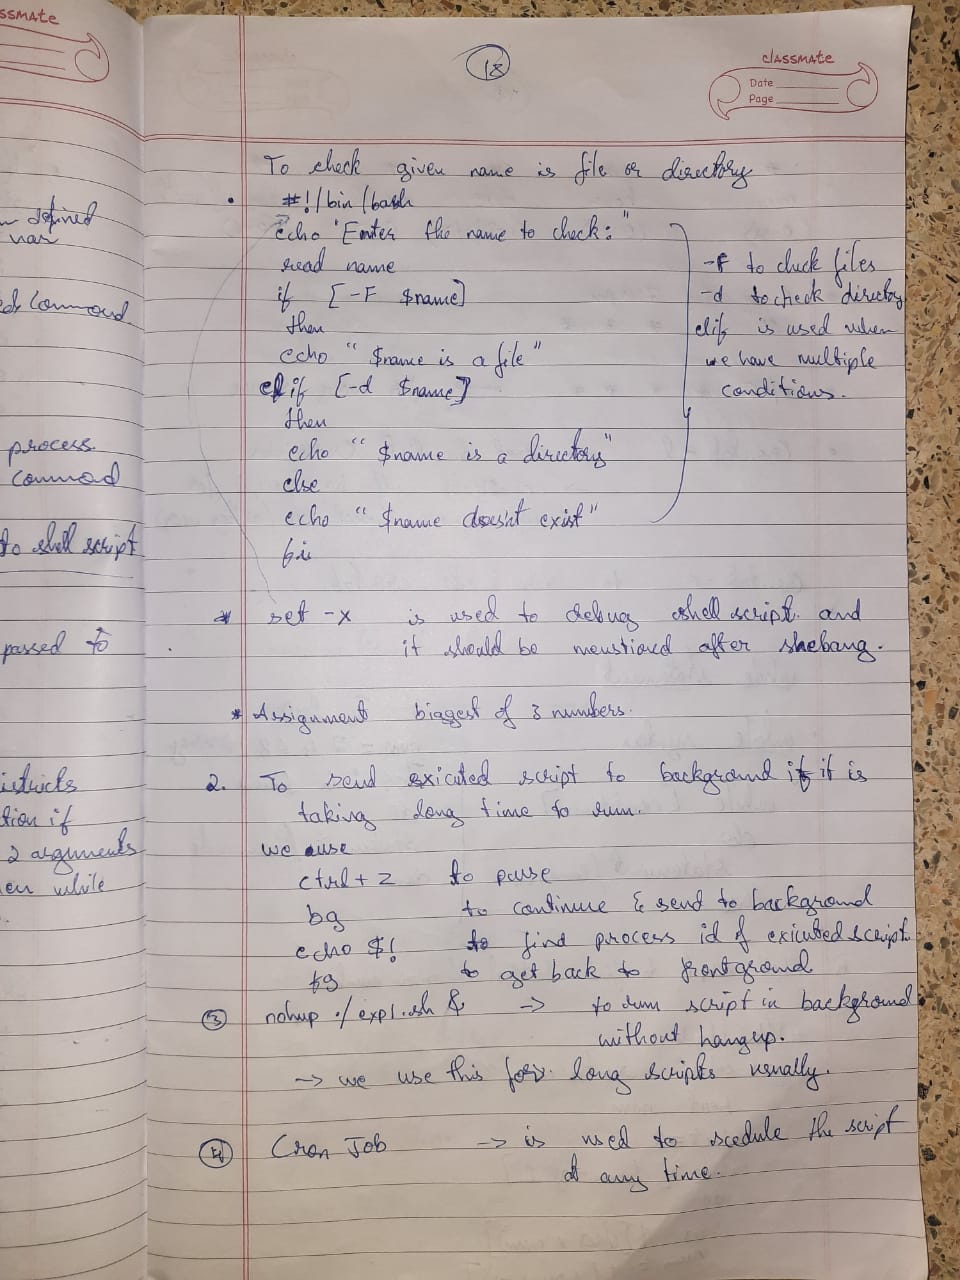 ssmate
n defined
var
ed Command
process
Command
to shell script
passed to
istricts
tion if
2 arguments
en while
18
classmate
Date
Page
To check given name is file or directory
#!/bin/bash
echo "Enter the name to check:"
read name
if [-F $name]
then
echo "$name is a file"
elif [-d $name]
then
echo "$name is a directory"
else
echo "$name doesnt exist"
fi
-F to check files
-d to check directory
elif is used when
we have multiple
conditions.
* set -x is used to debug shell script. and
it should be menstioned after shebang.
* Assignment biggest of 3 numbers.
2. To send exicuted script to background if it is
taking long time to run.
we use
ctrl+z to pause
bg to continue & send to background
echo $! to find process id of exicuted script.
fg to get back to frontground
③ nohup ./exp1.sh & -> to run script in background
without hangup.
-> we use this for long scripts usually.
④ Cron Job -> is used to scedule the script
at any time.